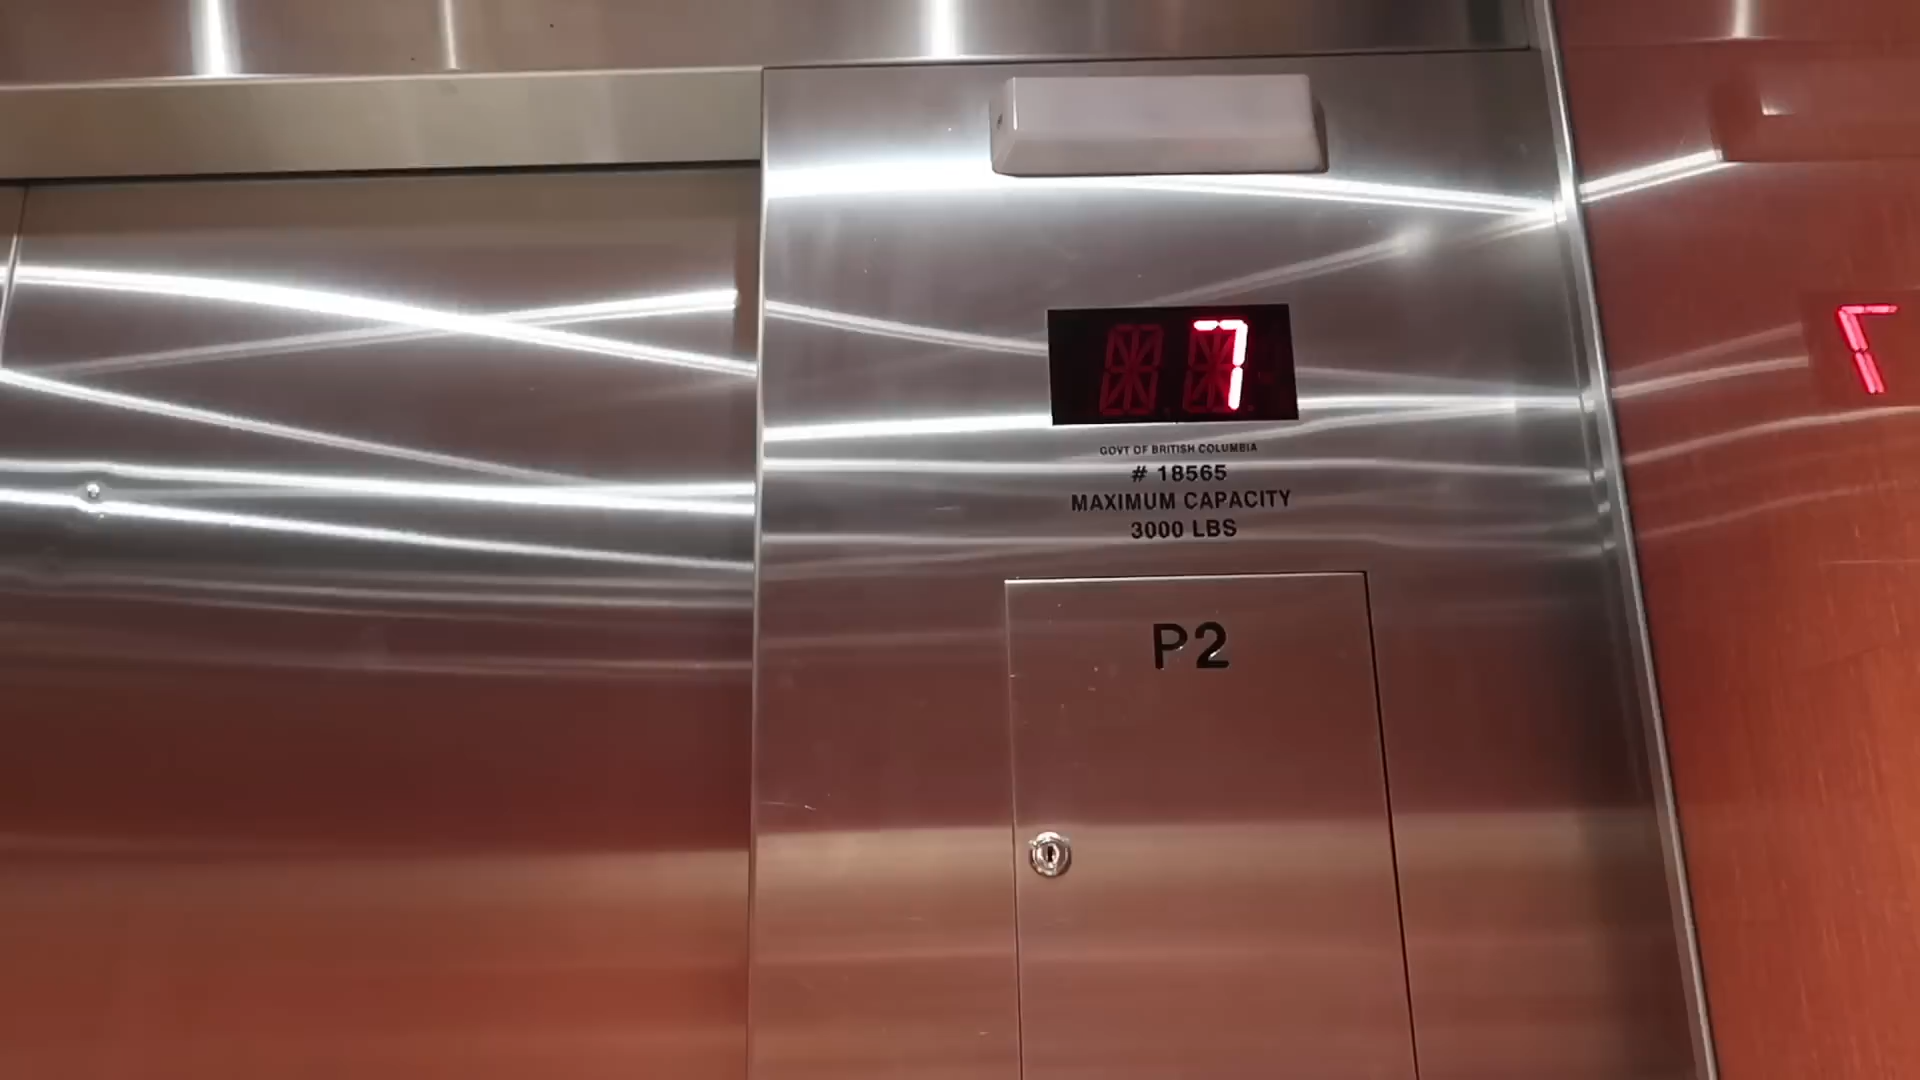 7
GOVT OF BRITISH COLUMBIA
# 18565
MAXIMUM CAPACITY
3000 LBS
P2